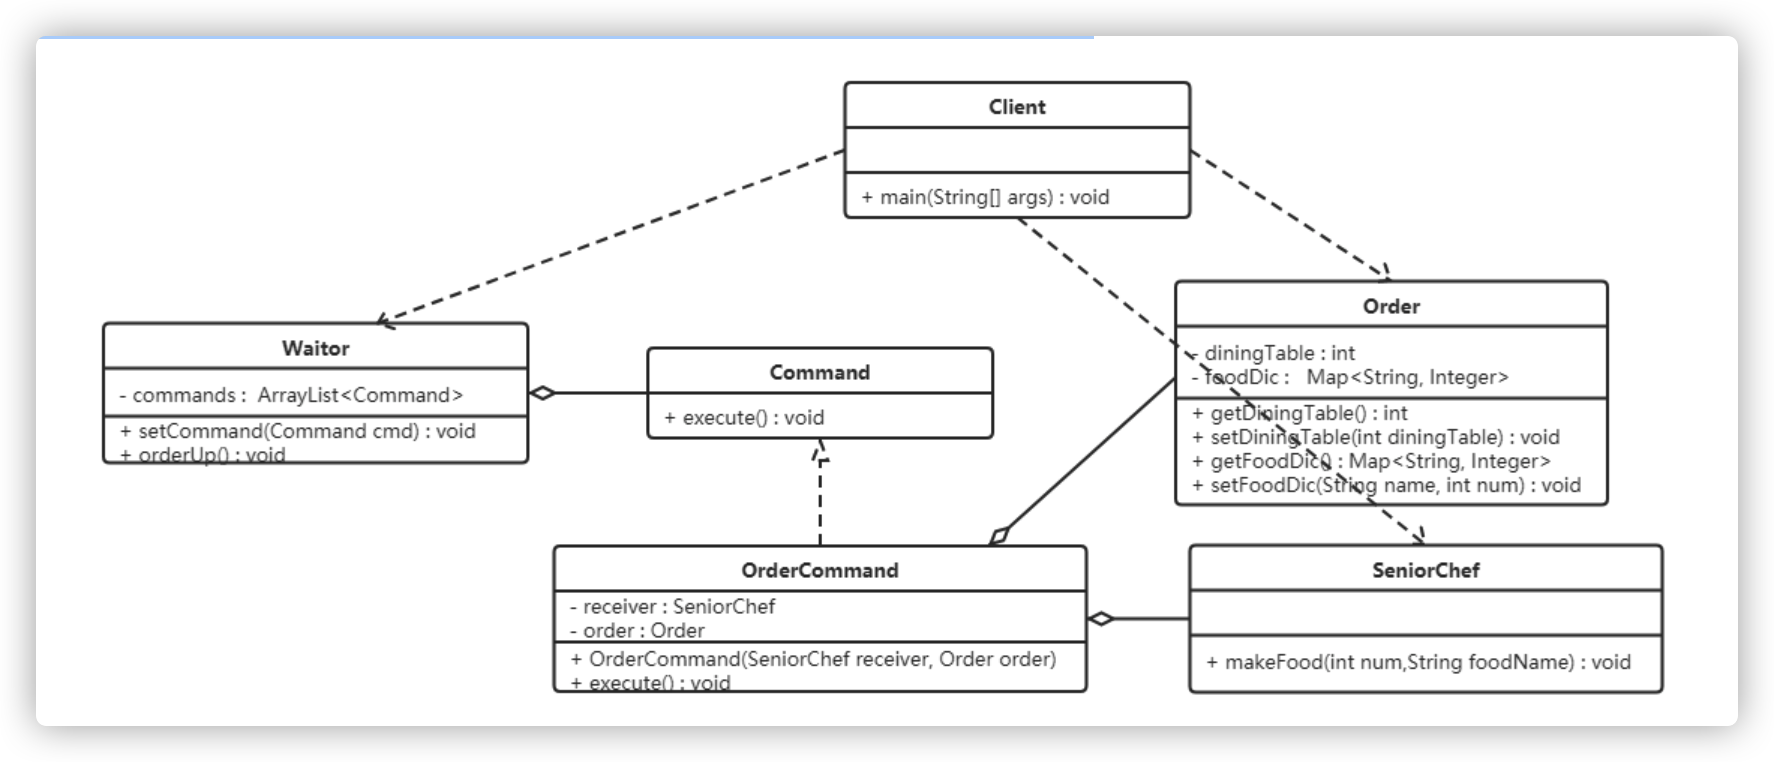 Client
+ main(String[] args) : void
Waitor
- commands :  ArrayList<Command>
+ setCommand(Command cmd) : void
+ orderUp() : void
Command
+ execute() : void
Order
- diningTable : int
- foodDic :   Map<String, Integer>
+ getDiningTable() : int
+ setDiningTable(int diningTable) : void
+ getFoodDic() : Map<String, Integer>
+ setFoodDic(String name, int num) : void
OrderCommand
- receiver : SeniorChef
- order : Order
+ OrderCommand(SeniorChef receiver, Order order)
+ execute() : void
SeniorChef
+ makeFood(int num,String foodName) : void